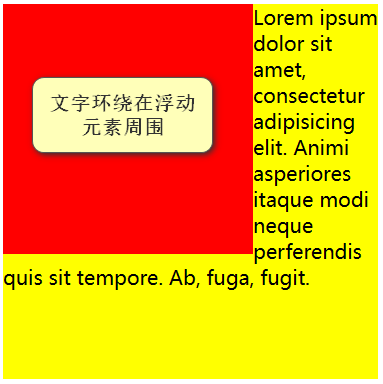 文字环绕在浮动
元素周围
Lorem ipsum
dolor sit
amet,
consectetur
adipisicing
elit. Animi
asperiores
itaque modi
neque
perferendis
quis sit tempore. Ab, fuga, fugit.